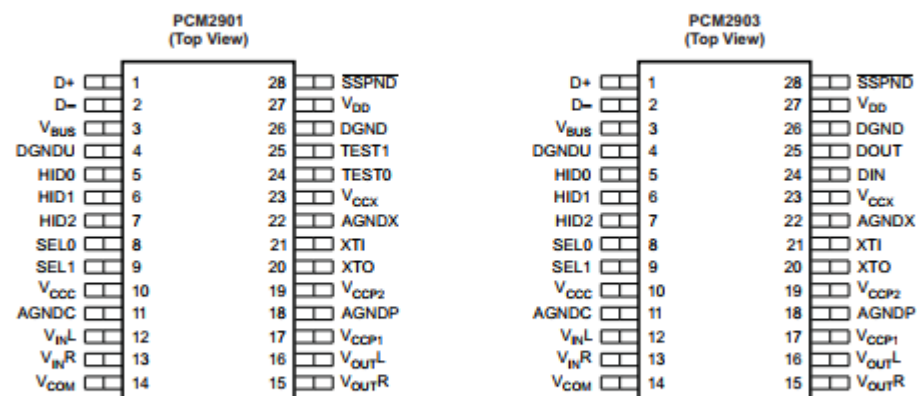 PCM2901
(Top View)
D+ 1 28 SSPND
D− 2 27 VDD
VBUS 3 26 DGND
DGNDU 4 25 TEST1
HID0 5 24 TEST0
HID1 6 23 VCCX
HID2 7 22 AGNDX
SEL0 8 21 XTI
SEL1 9 20 XTO
VCCC 10 19 VCCP2
AGNDC 11 18 AGNDP
VINL 12 17 VCCP1
VINR 13 16 VOUTL
VCOM 14 15 VOUTR
PCM2903
(Top View)
D+ 1 28 SSPND
D− 2 27 VDD
VBUS 3 26 DGND
DGNDU 4 25 DOUT
HID0 5 24 DIN
HID1 6 23 VCCX
HID2 7 22 AGNDX
SEL0 8 21 XTI
SEL1 9 20 XTO
VCCC 10 19 VCCP2
AGNDC 11 18 AGNDP
VINL 12 17 VCCP1
VINR 13 16 VOUTL
VCOM 14 15 VOUTR